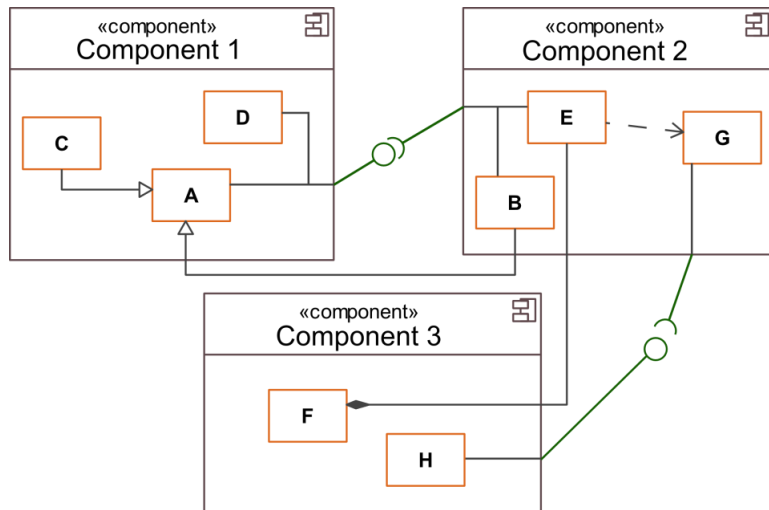 «component»
Component 1
C
D
A
«component»
Component 2
E
G
B
«component»
Component 3
F
H